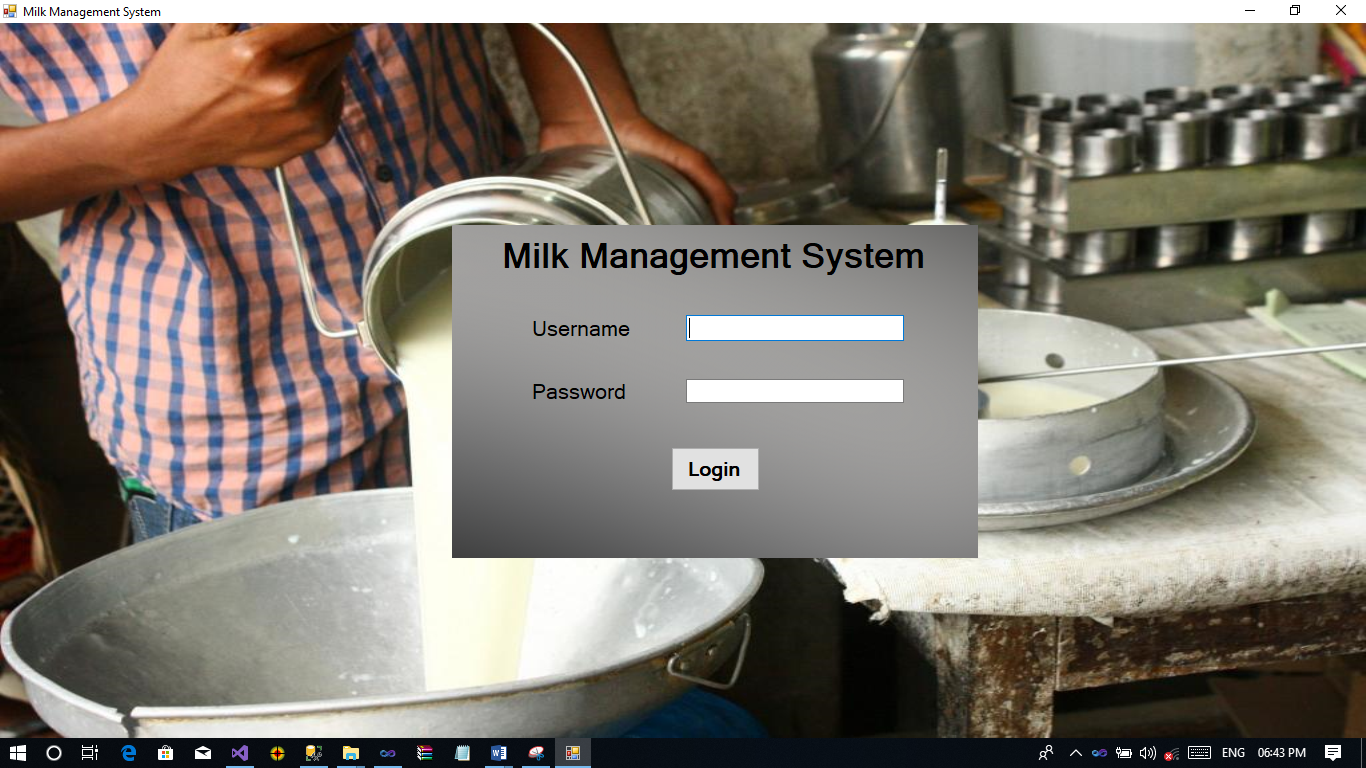 Milk Management System
Milk Management System
Username
Password
Login
ENG 06:43 PM